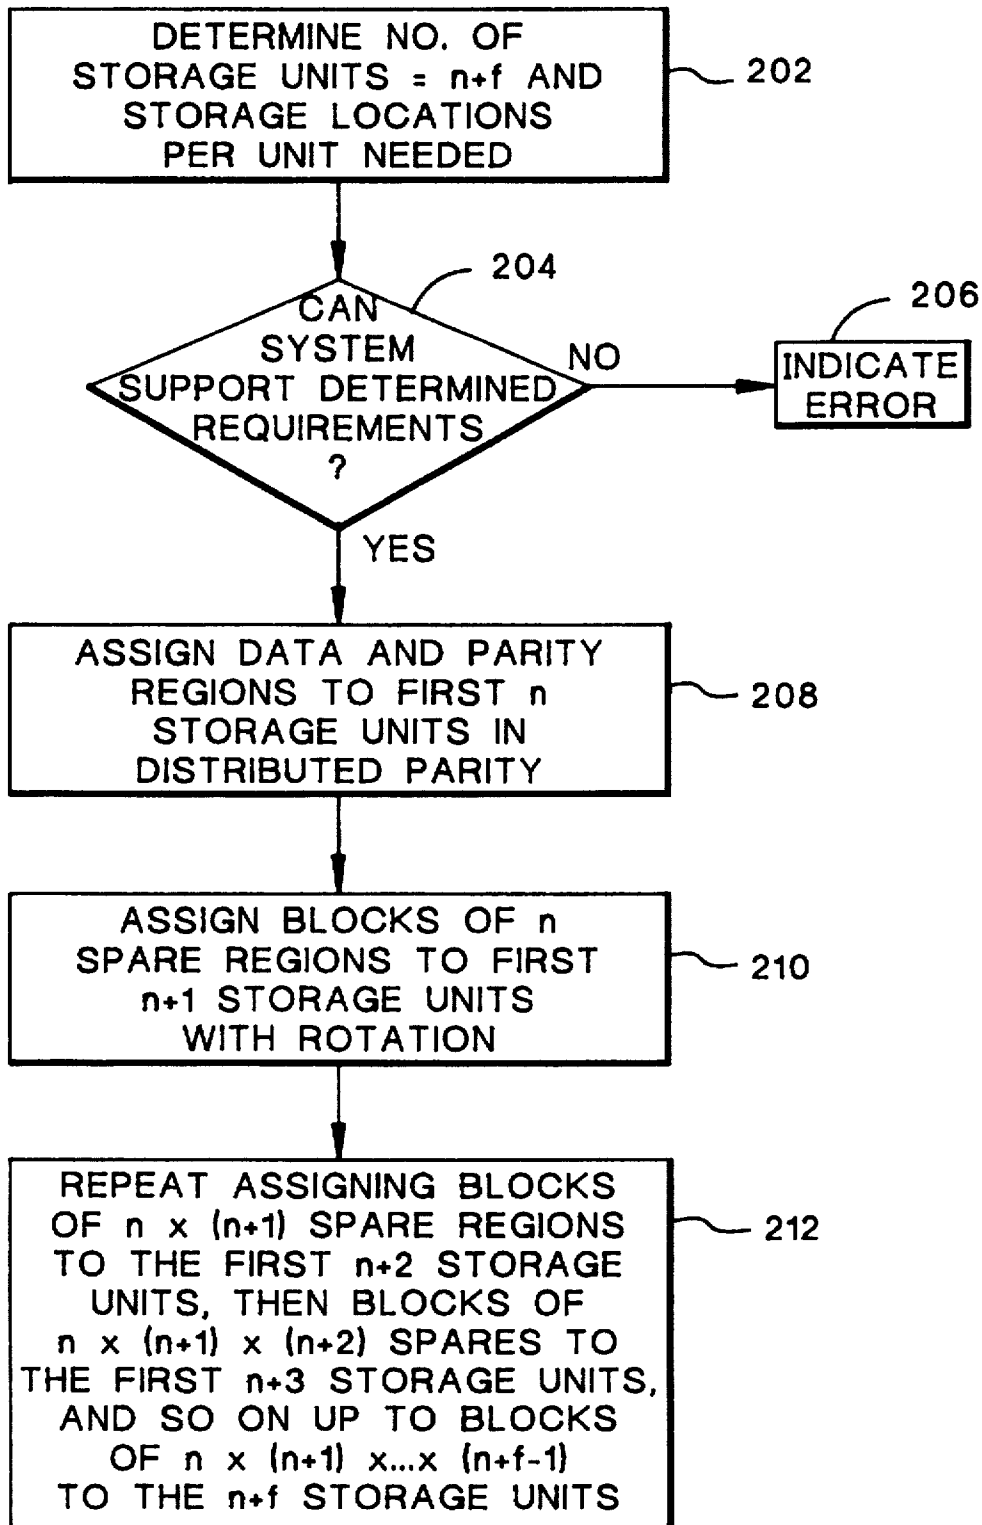 DETERMINE NO. OF
STORAGE UNITS = n+f AND
STORAGE LOCATIONS
PER UNIT NEEDED
202
204
CAN
SYSTEM
SUPPORT DETERMINED
REQUIREMENTS
?
NO
206
INDICATE
ERROR
YES
ASSIGN DATA AND PARITY
REGIONS TO FIRST n
STORAGE UNITS IN
DISTRIBUTED PARITY
208
ASSIGN BLOCKS OF n
SPARE REGIONS TO FIRST
n+1 STORAGE UNITS
WITH ROTATION
210
REPEAT ASSIGNING BLOCKS
OF n x (n+1) SPARE REGIONS
TO THE FIRST n+2 STORAGE
UNITS, THEN BLOCKS OF
n x (n+1) x (n+2) SPARES TO
THE FIRST n+3 STORAGE UNITS,
AND SO ON UP TO BLOCKS
OF n x (n+1) x...x (n+f-1)
TO THE n+f STORAGE UNITS
212